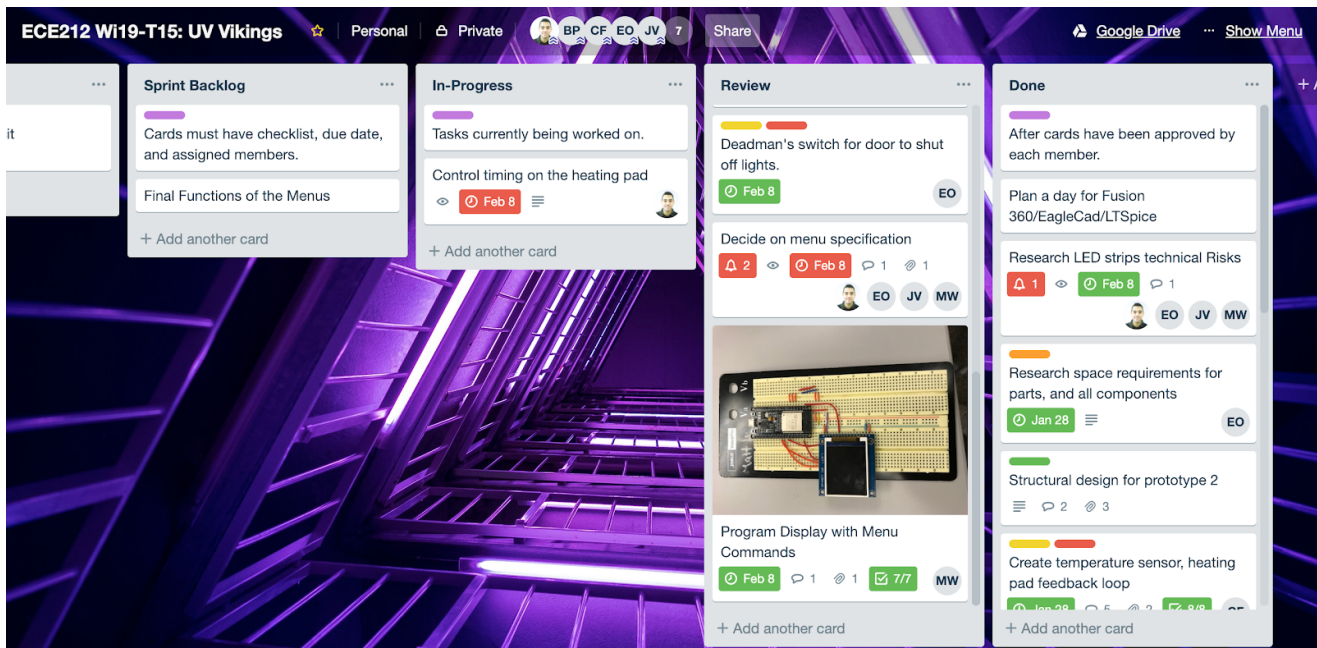 ECE212 Wi19-T15: UV Vikings
Personal
Private
BP CF EO JV 7
Share
Google Drive
Show Menu
it
Sprint Backlog
Cards must have checklist, due date,
and assigned members.
Final Functions of the Menus
+ Add another card
In-Progress
Tasks currently being worked on.
Control timing on the heating pad
Feb 8
+ Add another card
Review
Deadman's switch for door to shut
off lights.
Feb 8
EO
Decide on menu specification
2 Feb 8 1 1
EO JV MW
Program Display with Menu
Commands
Feb 8 1 1 7/7 MW
+ Add another card
Done
After cards have been approved by
each member.
Plan a day for Fusion
360/EagleCad/LTSpice
Research LED strips technical Risks
1 Feb 8 1
EO JV MW
Research space requirements for
parts, and all components
Jan 28
EO
Structural design for prototype 2
2 3
Create temperature sensor, heating
pad feedback loop
Jan 28 5 2 8/8
+ Add another card